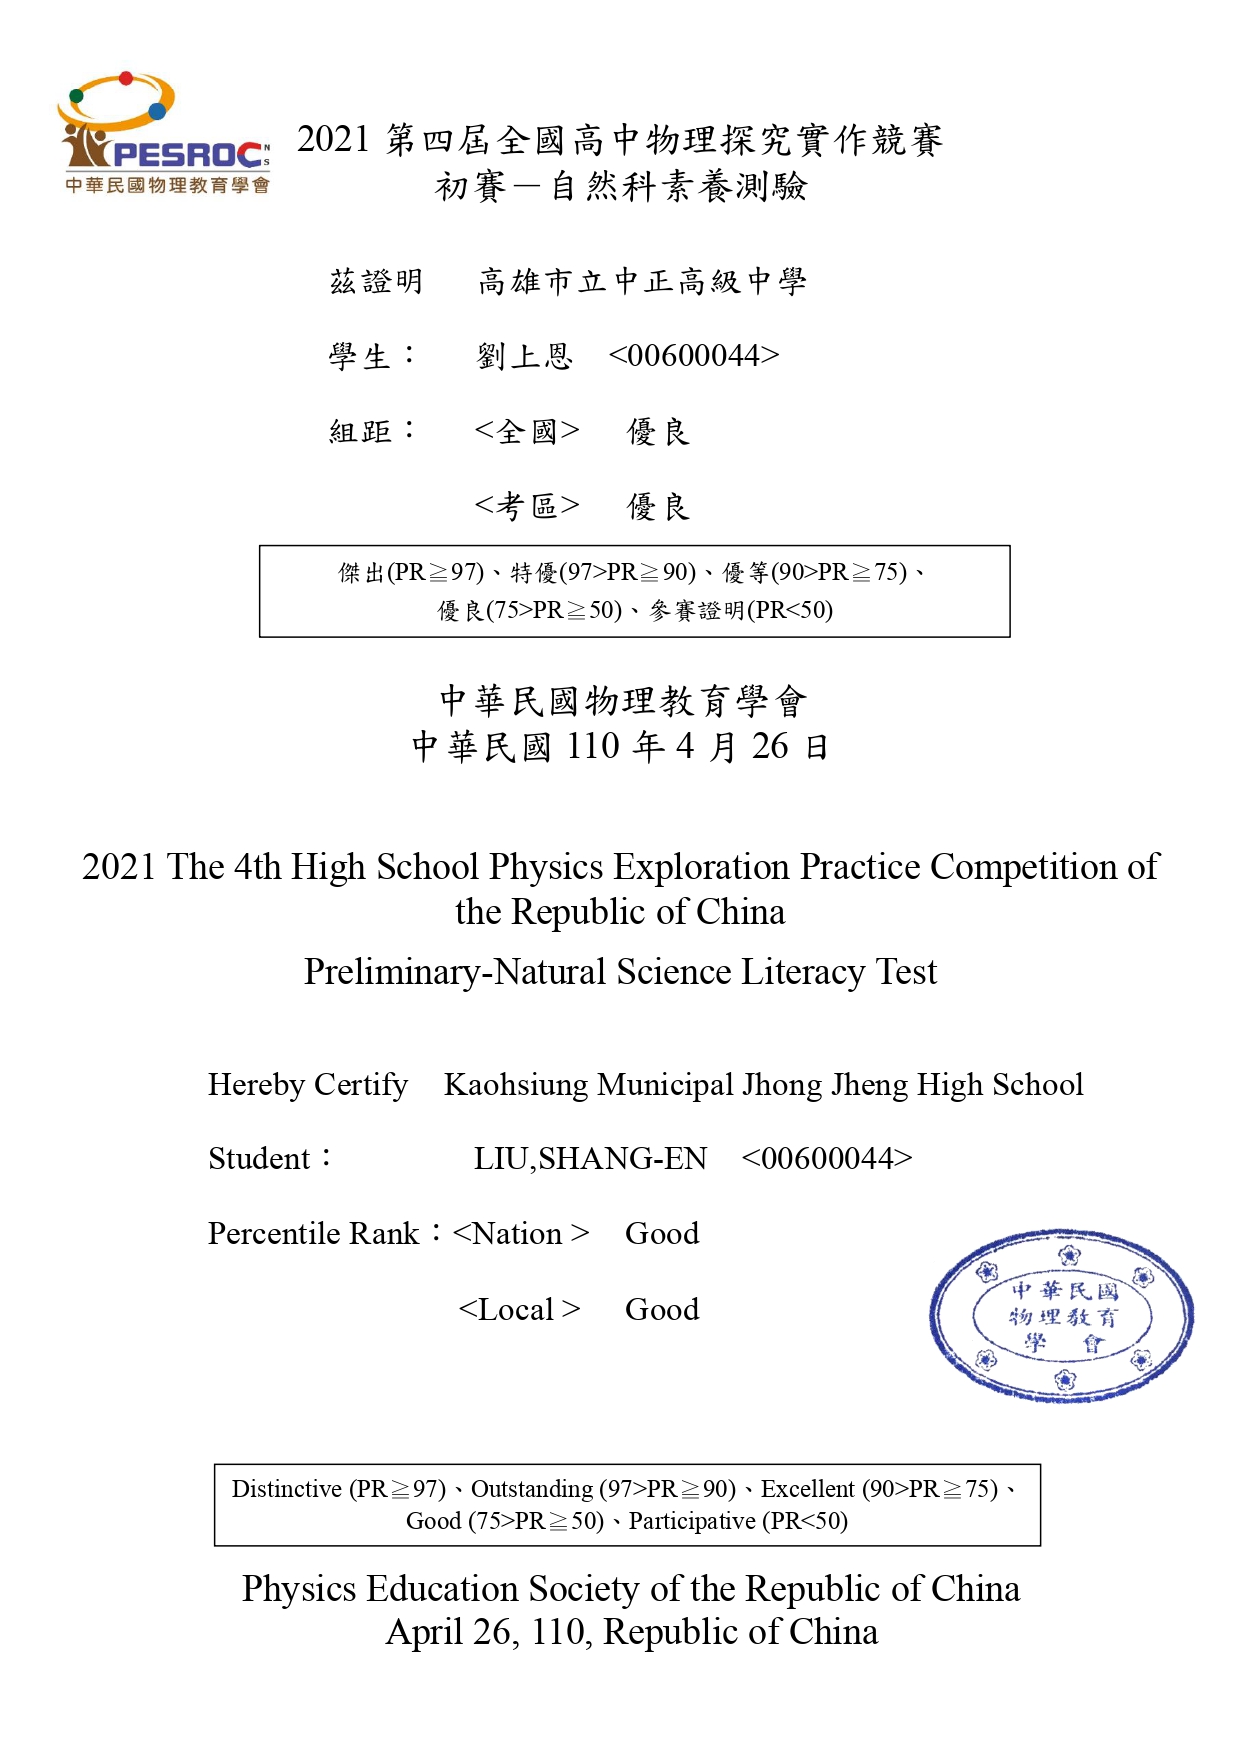 PESROC NS
中華民國物理教育學會
2021 第四屆全國高中物理探究實作競賽
初賽－自然科素養測驗
茲證明 高雄市立中正高級中學
學生： 劉上恩 <00600044>
組距： <全國> 優良
<考區> 優良
傑出(PR≧97)、特優(97>PR≧90)、優等(90>PR≧75)、
優良(75>PR≧50)、參賽證明(PR<50)
中華民國物理教育學會
中華民國 110 年 4 月 26 日
2021 The 4th High School Physics Exploration Practice Competition of
the Republic of China
Preliminary-Natural Science Literacy Test
Hereby Certify Kaohsiung Municipal Jhong Jheng High School
Student： LIU,SHANG-EN <00600044>
Percentile Rank：<Nation > Good
<Local > Good
中華民國
物理教育
學會
Distinctive (PR≧97)、Outstanding (97>PR≧90)、Excellent (90>PR≧75)、
Good (75>PR≧50)、Participative (PR<50)
Physics Education Society of the Republic of China
April 26, 110, Republic of China